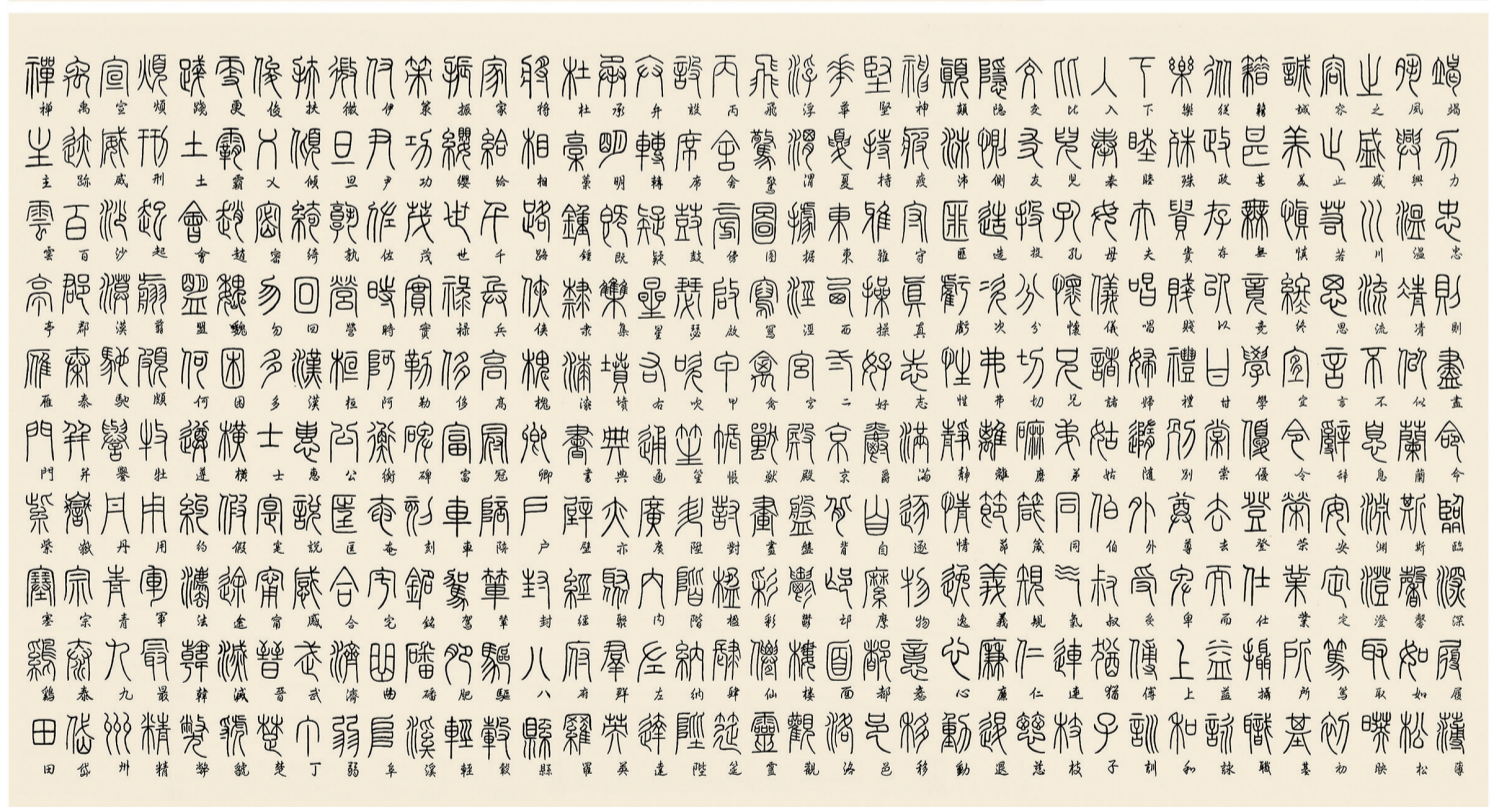 竭力忠則盡命臨深履薄
夙興溫凊似蘭斯馨如松
之盛川流不息淵澄取映
容止若思言辭安定篤初
誠美慎終宜令榮業所基
籍甚無竟學優登仕攝職
從政存以甘棠去而益詠
樂殊貴賤禮別尊卑上和
下睦夫唱婦隨外受傅訓
入奉母儀諸姑伯叔猶子
比兒孔懷兄弟同氣連枝
交友投分切磨箴規仁慈
隱惻造次弗離節義廉退
顛沛匪虧性靜情逸心動
神疲守真志滿逐物意移
堅持雅操好爵自縻都邑
華夏東西二京背邙面洛
浮渭據涇宮殿盤鬱樓觀
飛驚圖寫禽獸畫彩仙靈
丙舍傍啟甲帳對楹肆筵
設席鼓瑟吹笙陞階納陛
弁轉疑星右通廣內左達
承明既集墳典亦聚群英
杜藁鍾隸漆書壁經府羅
將相路俠槐卿戶封八縣
家給千兵高冠陪輦驅轂
振纓世祿侈富車駕肥輕
策功茂實勒碑刻銘磻溪
伊尹佐時阿衡奄宅曲阜
微旦孰營桓公匡合濟弱
扶傾綺回漢惠說感武丁
俊乂密勿多士寔甯晉楚
更霸趙魏困橫假途滅虢
踐土會盟何遵約法韓弊
煩刑起翦頗牧用軍最精
宣威沙漠馳譽丹青九州
禹跡百郡秦并嶽宗泰岱
禪主雲亭雁門紫塞鷄田